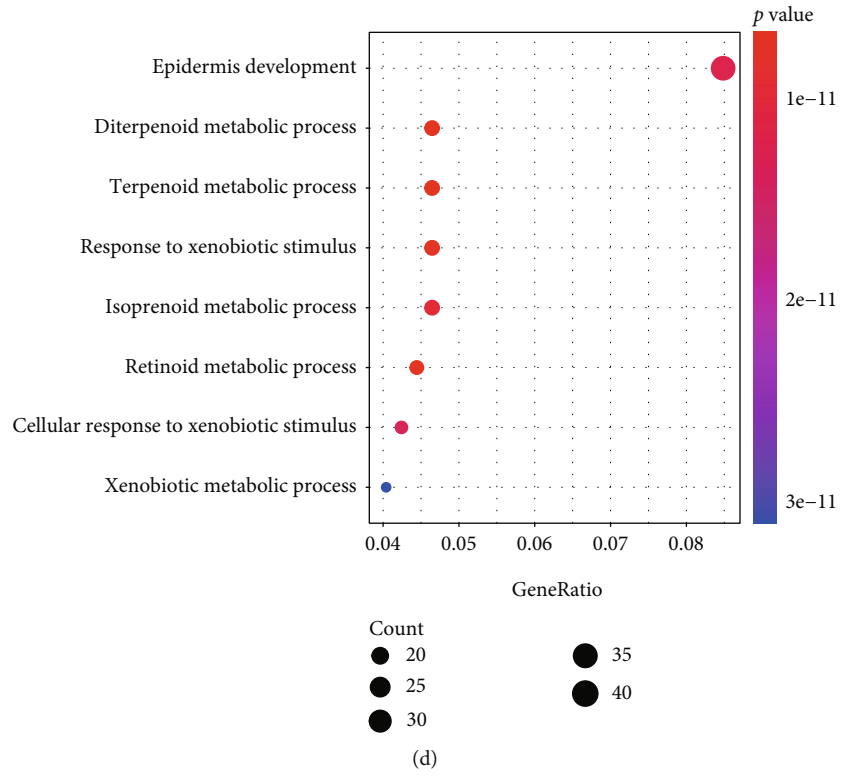 p value
Epidermis development
Diterpenoid metabolic process
Terpenoid metabolic process
Response to xenobiotic stimulus
Isoprenoid metabolic process
Retinoid metabolic process
Cellular response to xenobiotic stimulus
Xenobiotic metabolic process
1e−11
2e−11
3e−11
0.04 0.05 0.06 0.07 0.08
GeneRatio
Count
20 35
25 40
30
(d)